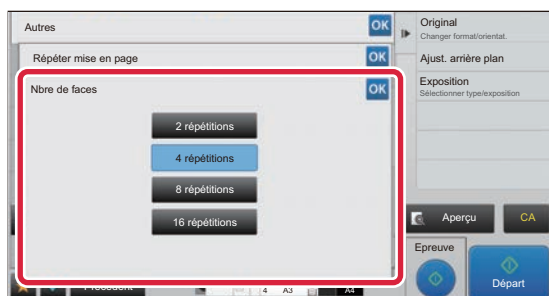 Autres
OK
Répéter mise en page
OK
Nbre de faces
OK
2 répétitions
4 répétitions
8 répétitions
16 répétitions
Original
Changer format/orientat.
Ajust. arrière plan
Exposition
Sélectionner type/exposition
Aperçu
CA
Epreuve
Départ
Précédent
4 A3
A4